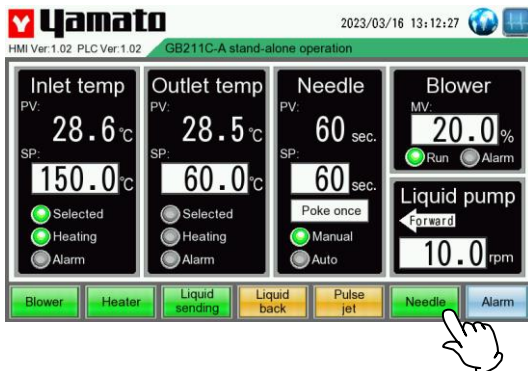 Yamato
2023/03/16 13:12:27
HMI Ver:1.02 PLC Ver:1.02
GB211C-A stand-alone operation
Inlet temp
PV:
28.6℃
SP:
150.0℃
Selected
Heating
Alarm
Outlet temp
PV:
28.5℃
SP:
60.0℃
Selected
Heating
Alarm
Needle
PV:
60 sec.
SP:
60 sec.
Poke once
Manual
Auto
Blower
MV:
20.0%
Run
Alarm
Liquid pump
Forward
10.0 rpm
Blower
Heater
Liquid
sending
Liquid
back
Pulse
jet
Needle
Alarm